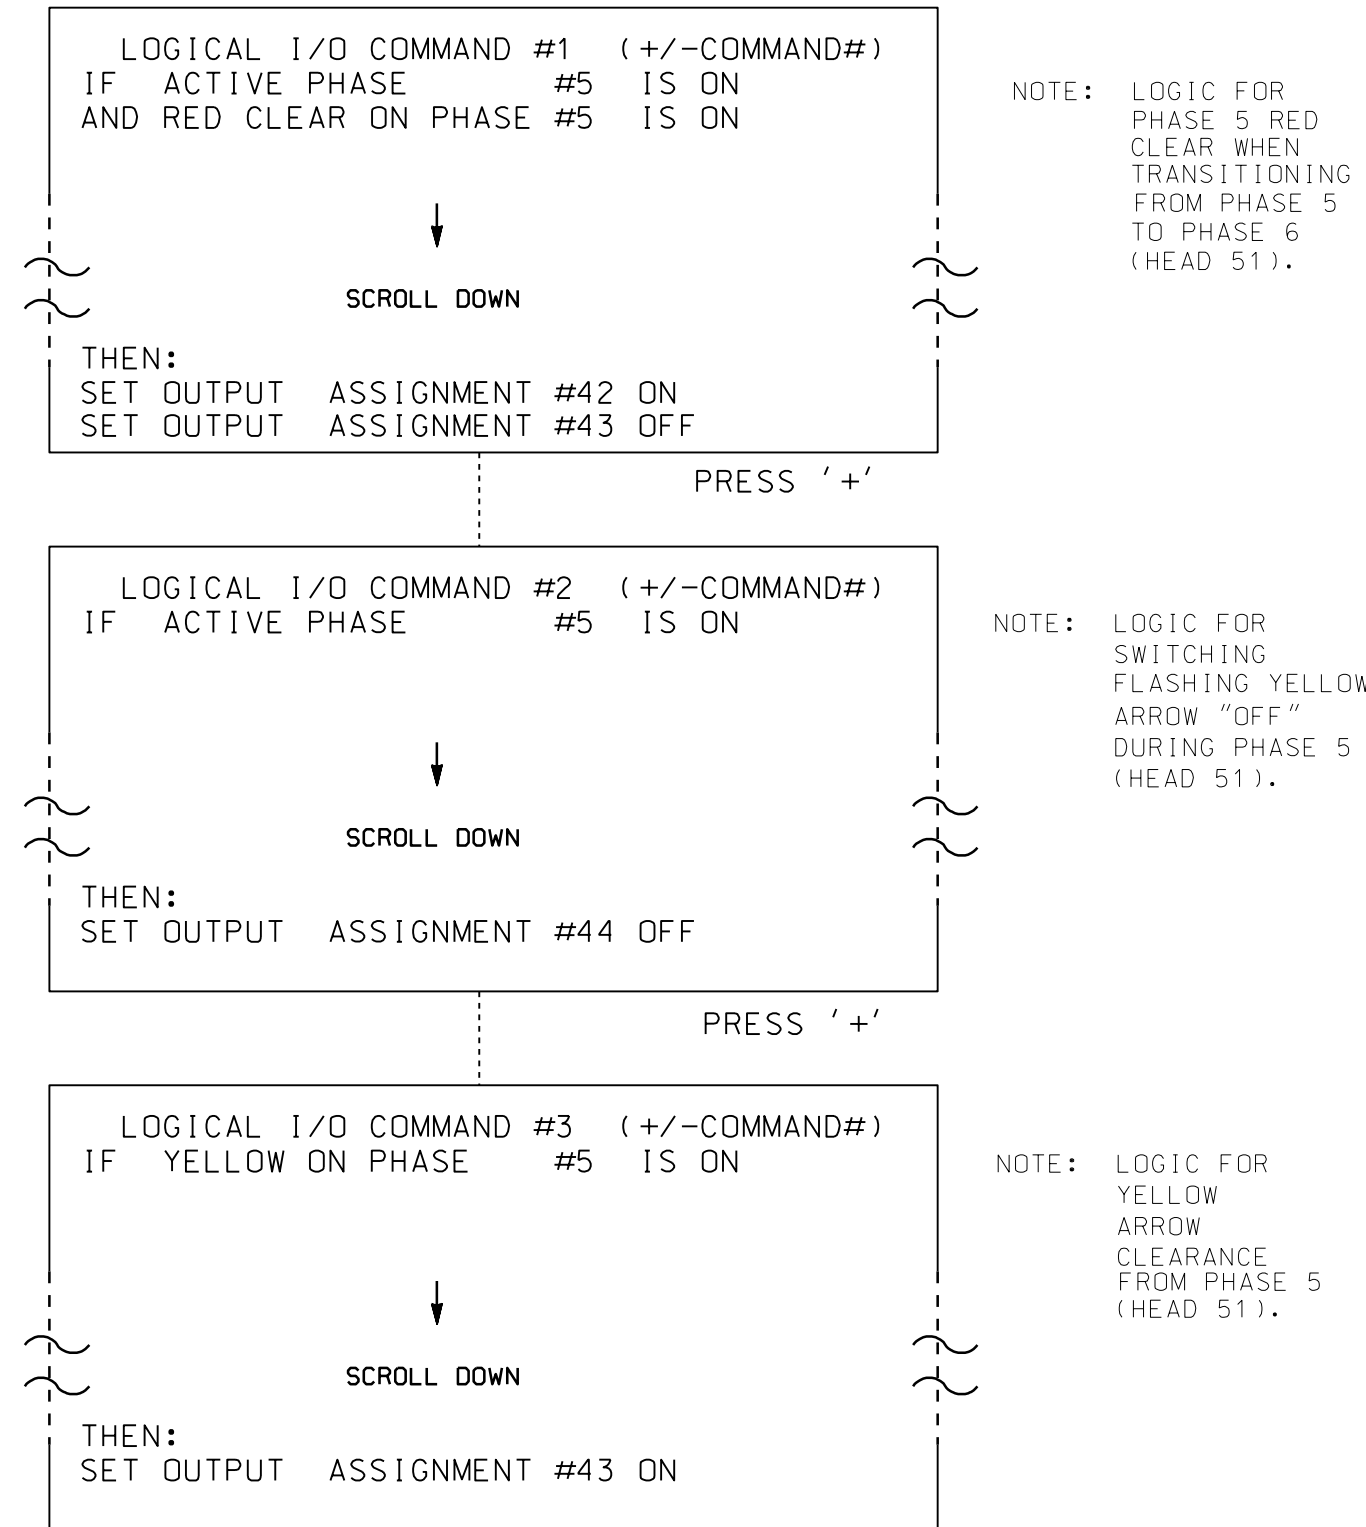 LOGICAL I/O COMMAND #1 (+/-COMMAND#)
IF ACTIVE PHASE #5 IS ON
AND RED CLEAR ON PHASE #5 IS ON
SCROLL DOWN
THEN:
SET OUTPUT ASSIGNMENT #42 ON
SET OUTPUT ASSIGNMENT #43 OFF
NOTE: LOGIC FOR
PHASE 5 RED
CLEAR WHEN
TRANSITIONING
FROM PHASE 5
TO PHASE 6
(HEAD 51).
PRESS '+'
LOGICAL I/O COMMAND #2 (+/-COMMAND#)
IF ACTIVE PHASE #5 IS ON
SCROLL DOWN
THEN:
SET OUTPUT ASSIGNMENT #44 OFF
NOTE: LOGIC FOR
SWITCHING
FLASHING YELLOW
ARROW "OFF"
DURING PHASE 5
(HEAD 51).
PRESS '+'
LOGICAL I/O COMMAND #3 (+/-COMMAND#)
IF YELLOW ON PHASE #5 IS ON
SCROLL DOWN
THEN:
SET OUTPUT ASSIGNMENT #43 ON
NOTE: LOGIC FOR
YELLOW
ARROW
CLEARANCE
FROM PHASE 5
(HEAD 51).